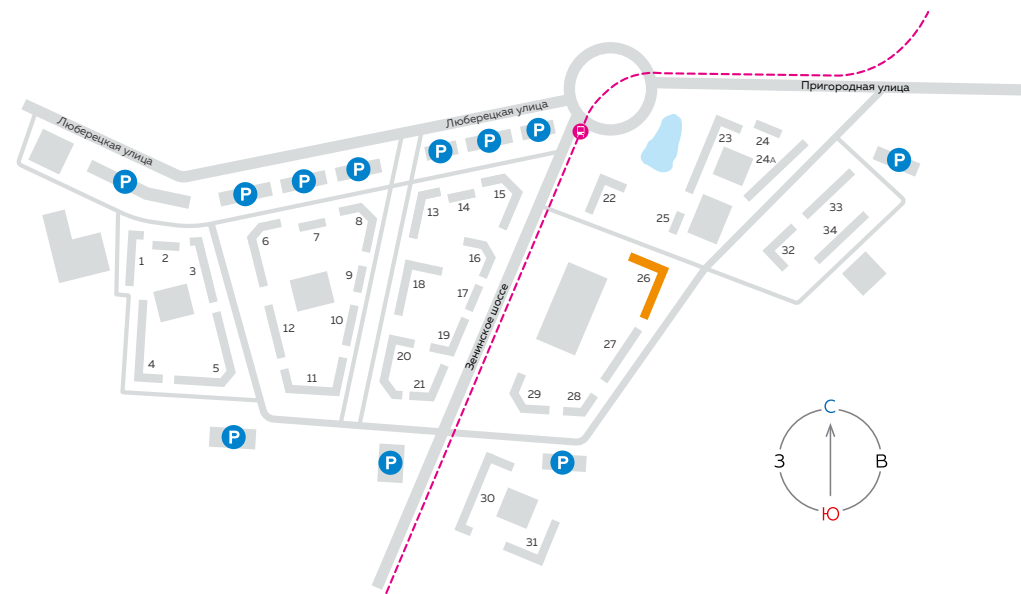 Пригородная улица
Люберецкая улица
Люберецкая улица
Зенинское шоссе
P
P
P
P
P
P
P
P
P
P
P
1
2
3
4
5
6
7
8
9
10
11
12
13
14
15
16
17
18
19
20
21
22
23
24
24А
25
26
27
28
29
30
31
32
33
34
С
З
В
Ю